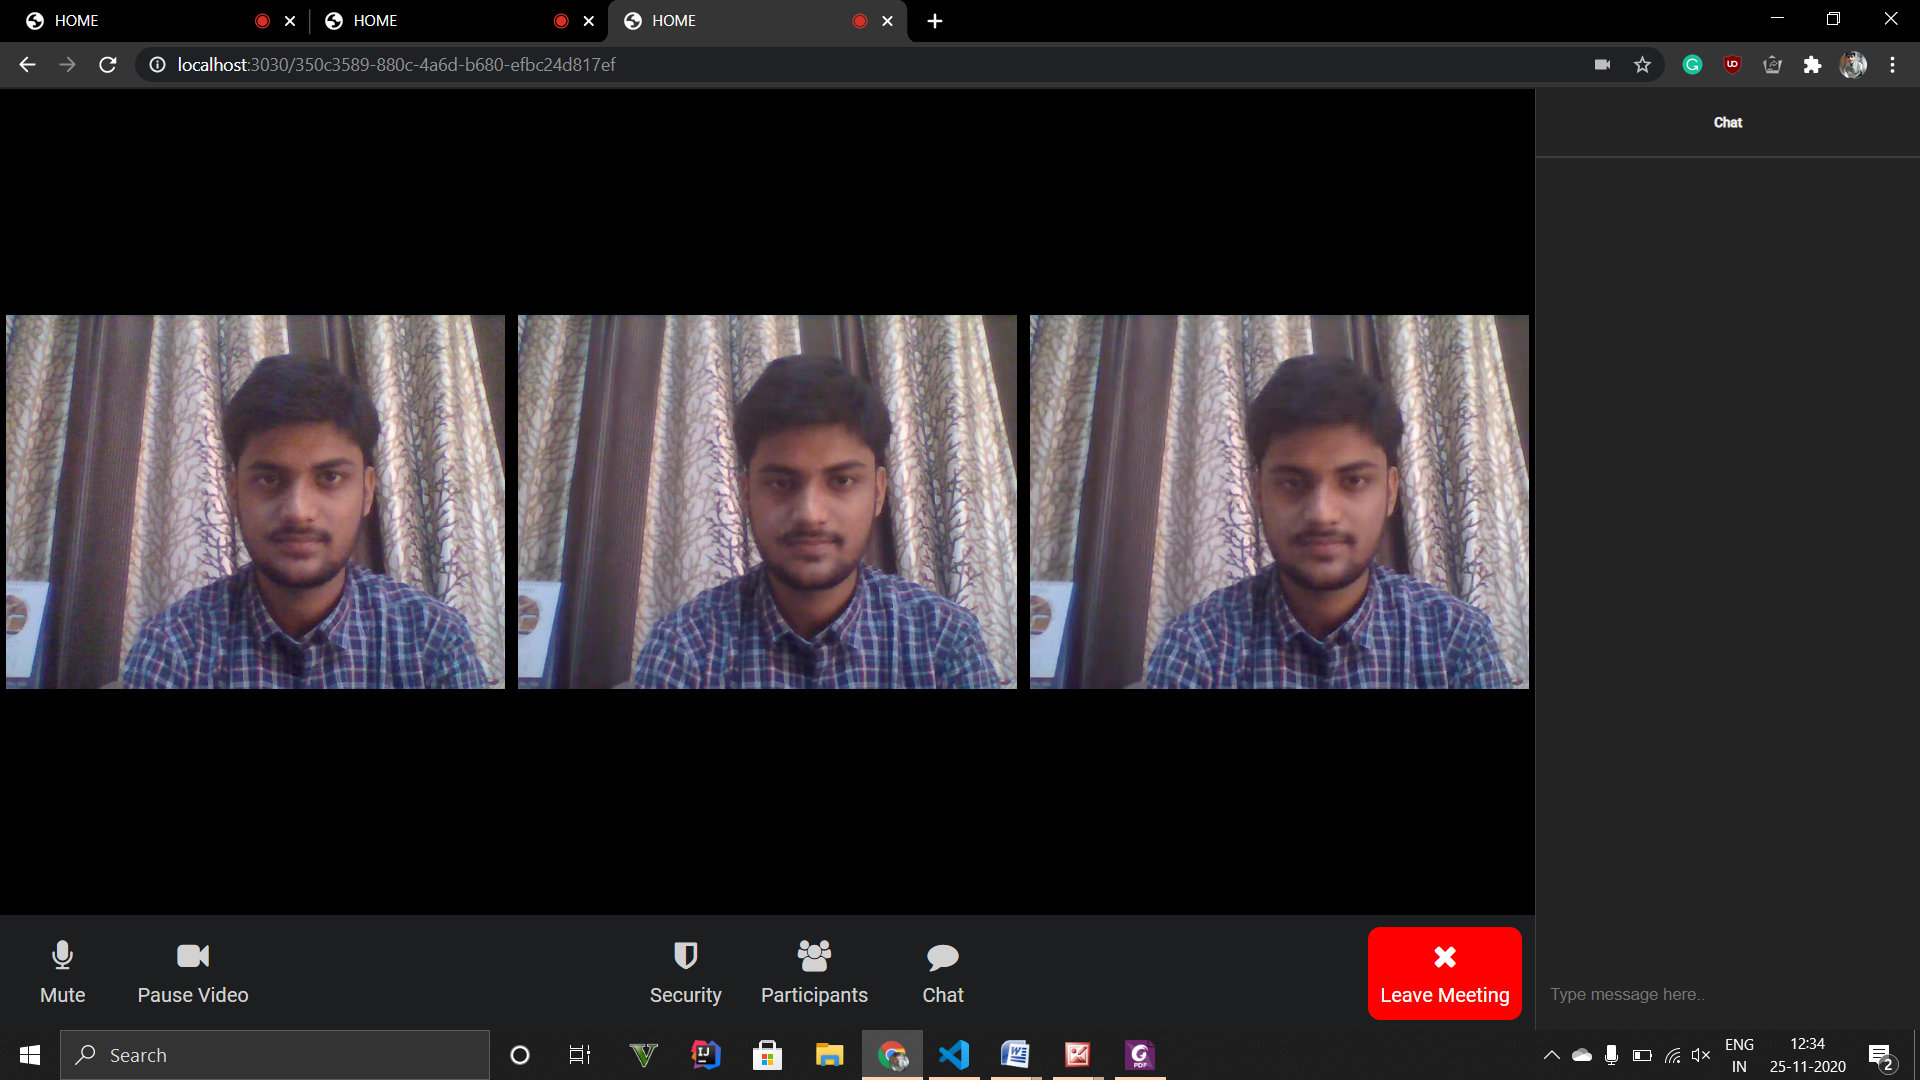 HOME
HOME
HOME
localhost:3030/350c3589-880c-4a6d-b680-efbc24d817ef
Chat
Mute
Pause Video
Security
Participants
Chat
Leave Meeting
Type message here..
Search
ENG
IN
12:34
25-11-2020
2